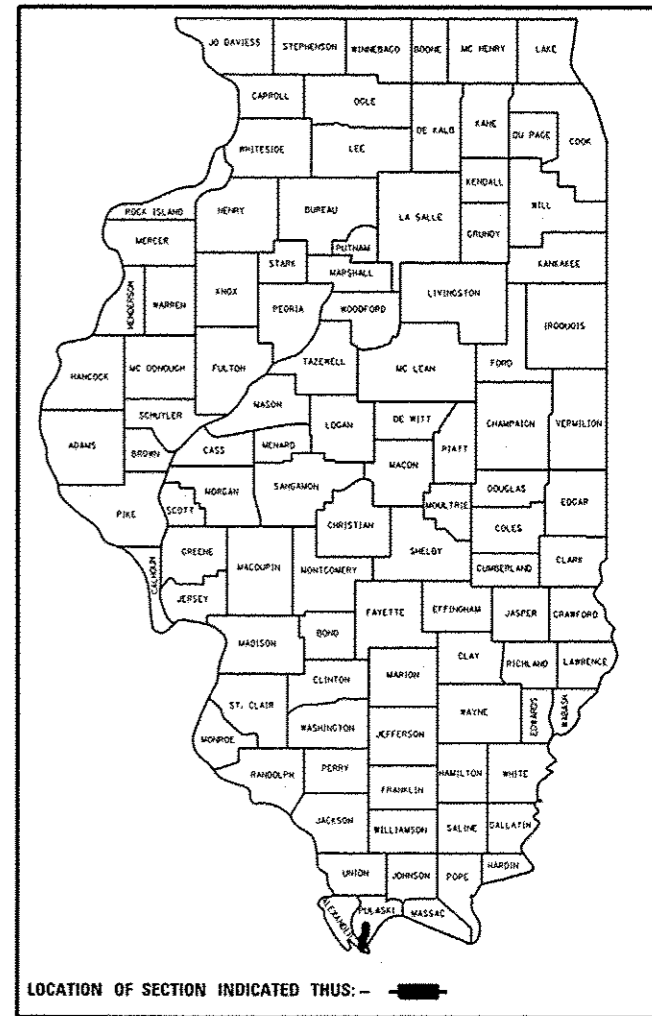 JO DAVIESS STEPHENSON WINNEBAGO BOONE MC HENRY LAKE
CARROLL OGLE DE KALB KANE DU PAGE COOK
WHITESIDE LEE
KENDALL WILL
ROCK ISLAND HENRY BUREAU LA SALLE GRUNDY
MERCER PUTNAM
STARK MARSHALL KANKAKEE
HENDERSON WARREN KNOX PEORIA WOODFORD LIVINGSTON IROQUOIS
HANCOCK MC DONOUGH FULTON TAZEWELL MC LEAN FORD
SCHUYLER MASON LOGAN DE WITT CHAMPAIGN VERMILION
ADAMS BROWN CASS MENARD PIATT
MACON
PIKE SCOTT MORGAN SANGAMON MOULTRIE DOUGLAS EDGAR
CHRISTIAN COLES
CALHOUN GREENE MACOUPIN MONTGOMERY SHELBY CUMBERLAND CLARK
JERSEY FAYETTE EFFINGHAM JASPER CRAWFORD
MADISON BOND CLAY RICHLAND LAWRENCE
CLINTON MARION
ST. CLAIR WAYNE EDWARDS WABASH
MONROE WASHINGTON JEFFERSON
RANDOLPH PERRY HAMILTON WHITE
FRANKLIN
JACKSON WILLIAMSON SALINE GALLATIN
UNION JOHNSON POPE HARDIN
ALEXANDER PULASKI MASSAC
LOCATION OF SECTION INDICATED THUS: –